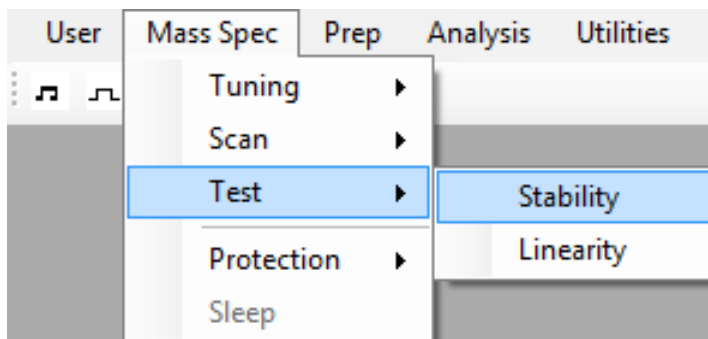 User Mass Spec Prep Analysis Utilities
Tuning
Scan
Test
Stability
Linearity
Protection
Sleep